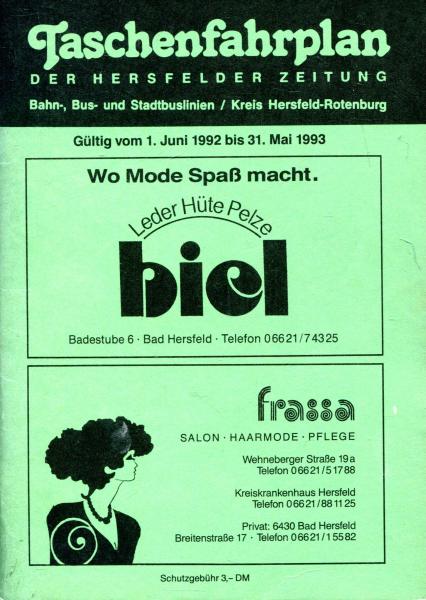 Taschenfahrplan
DER HERSFELDER ZEITUNG
Bahn-, Bus- und Stadtbuslinien / Kreis Hersfeld-Rotenburg
Gültig vom 1. Juni 1992 bis 31. Mai 1993
Wo Mode Spaß macht.
Leder Hüte Pelze
biel
Badestube 6 · Bad Hersfeld · Telefon 06621/74325
frassa
SALON · HAARMODE · PFLEGE
Wehneberger Straße 19a
Telefon 06621/51788
Kreiskrankenhaus Hersfeld
Telefon 06621/881125
Privat: 6430 Bad Hersfeld
Breitenstraße 17 · Telefon 06621/15582
Schutzgebühr 3,– DM